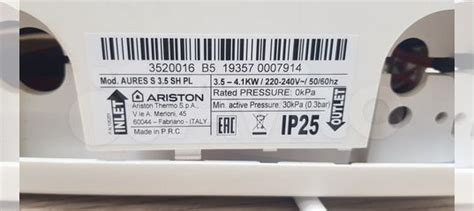 3520016 B5 19357 0007914
Mod. AURES S 3.5 SH PL
3.5 – 4.1KW / 220-240V~/ 50/60hz
INLET
ARISTON
Ariston Thermo S.p.A.,
V.le A. Merloni, 45
60044 – Fabriano - ITALY
Made in P.R.C.
Rated PRESSURE: 0kPa
Min. active Pressure: 30kPa (0.3bar)
EAC
IP25
OUTLET